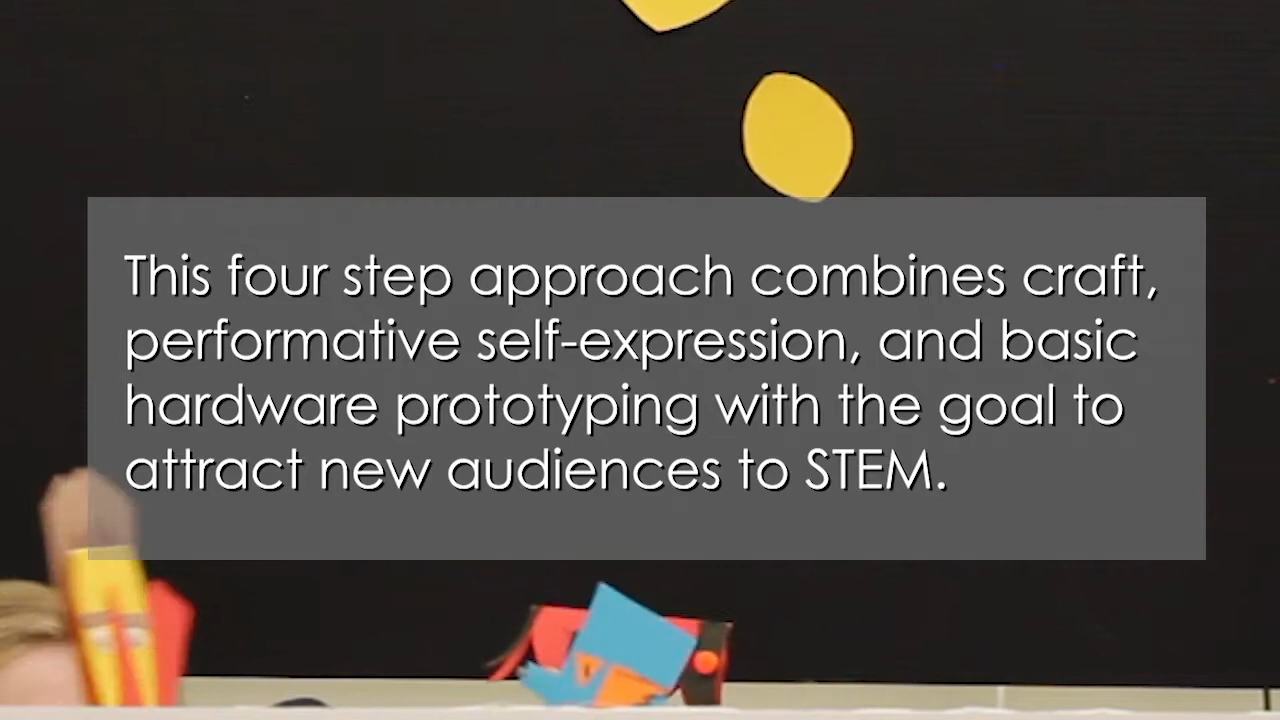 This four step approach combines craft,
performative self-expression, and basic
hardware prototyping with the goal to
attract new audiences to STEM.